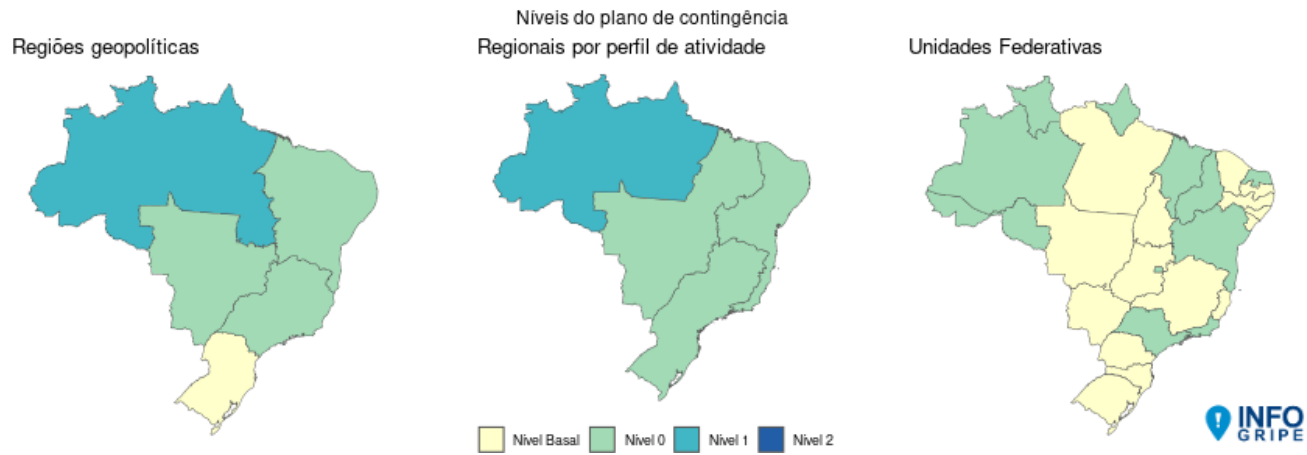 Níveis do plano de contingência
Regiões geopolíticas
Regionais por perfil de atividade
Unidades Federativas
Nível Basal
Nível 0
Nível 1
Nível 2
INFO
GRIPE